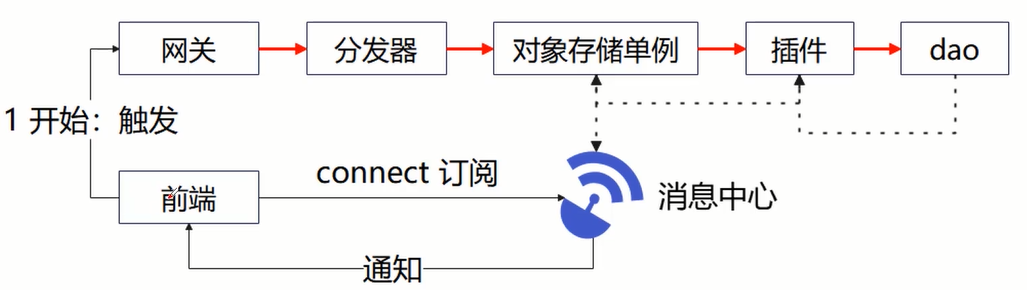 网关
分发器
对象存储单例
插件
dao
1 开始：触发
前端
connect 订阅
消息中心
通知